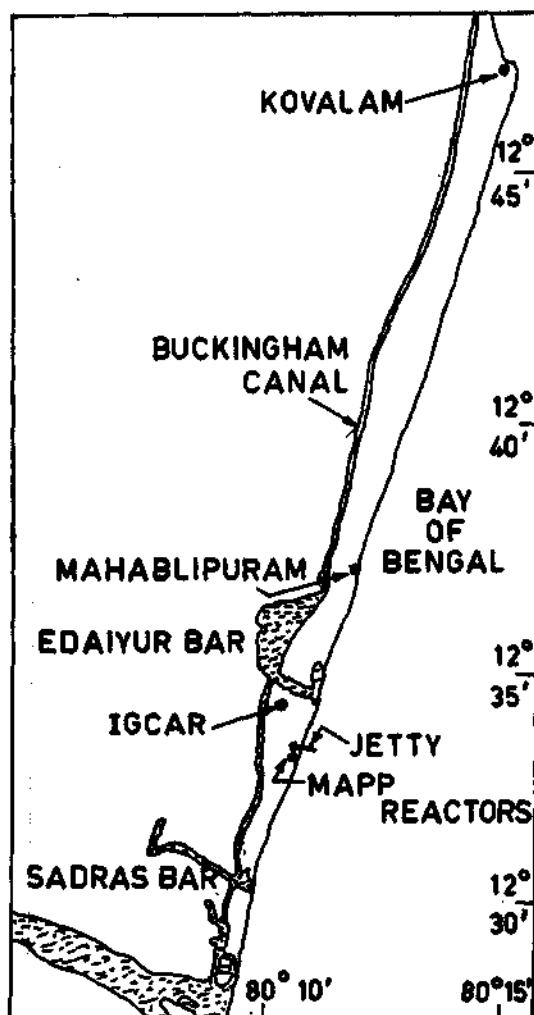 KOVALAM
12°
45'
BUCKINGHAM
CANAL
12°
40'
BAY
OF
BENGAL
MAHABLIPURAM
EDAIYUR BAR
12°
35'
IGCAR
JETTY
MAPP
REACTORS
SADRAS BAR
12°
30'
80° 10'
80° 15'